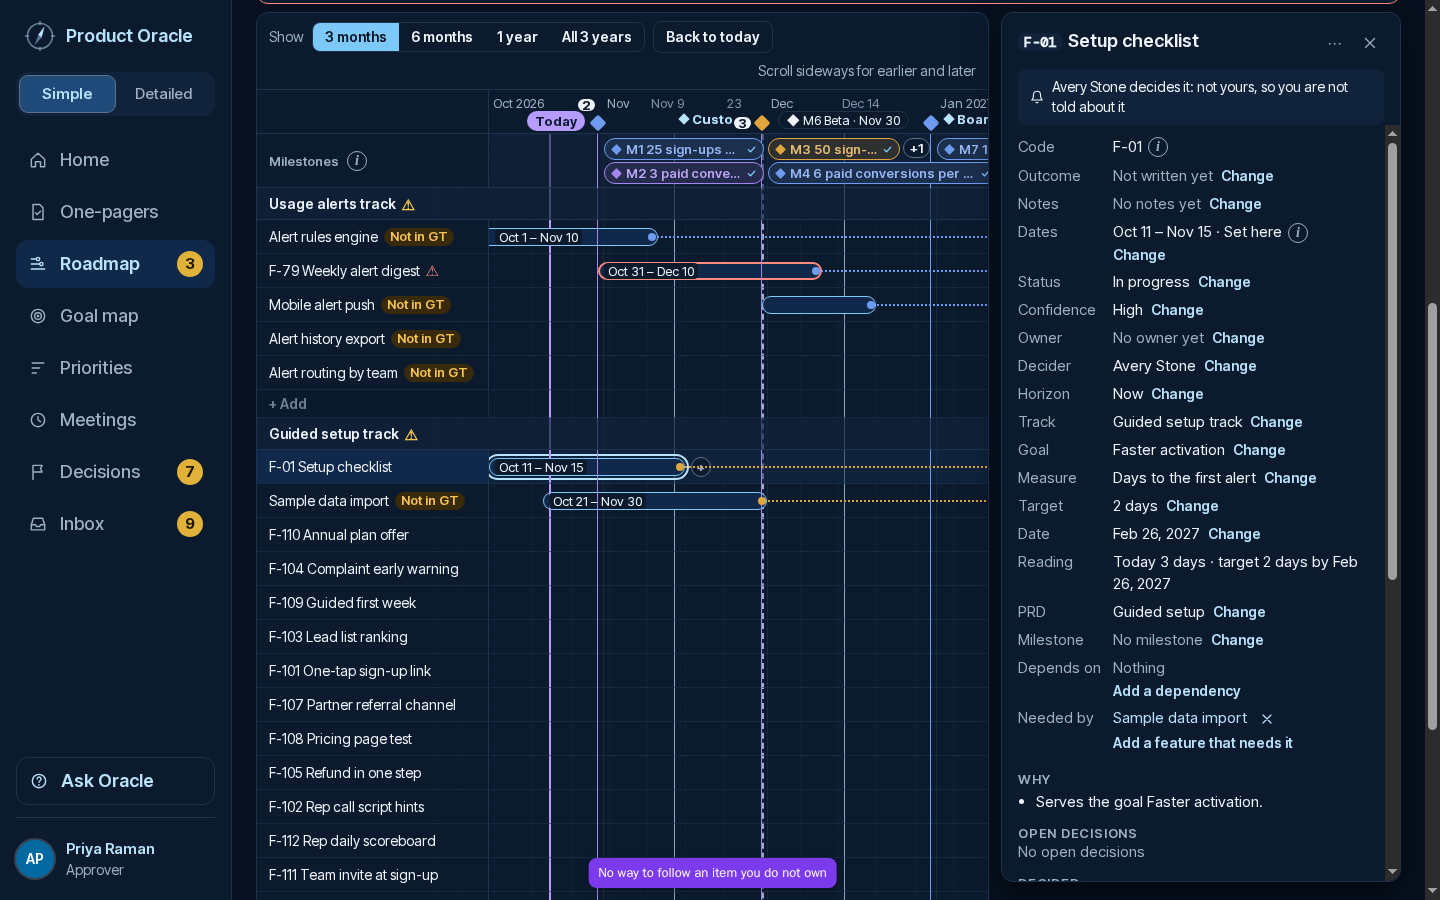 Product Oracle
Simple
Detailed
Home
One-pagers
Roadmap
3
Goal map
Priorities
Meetings
Decisions
7
Inbox
9
Ask Oracle
AP
Priya Raman
Approver
Show
3 months
6 months
1 year
All 3 years
Back to today
Scroll sideways for earlier and later
Oct 2026
2
Nov
Nov 9
23
Dec
Dec 14
Jan 2027
Today
Custo
3
M6 Beta · Nov 30
Boar
Milestones
i
M1 25 sign-ups ...
M3 50 sign-...
+1
M7 1
M2 3 paid conve...
M4 6 paid conversions per ...
Usage alerts track
Alert rules engine
Not in GT
Oct 1 – Nov 10
F-79 Weekly alert digest
Oct 31 – Dec 10
Mobile alert push
Not in GT
Alert history export
Not in GT
Alert routing by team
Not in GT
+ Add
Guided setup track
F-01 Setup checklist
Oct 11 – Nov 15
Sample data import
Not in GT
Oct 21 – Nov 30
F-110 Annual plan offer
F-104 Complaint early warning
F-109 Guided first week
F-103 Lead list ranking
F-101 One-tap sign-up link
F-107 Partner referral channel
F-108 Pricing page test
F-105 Refund in one step
F-102 Rep call script hints
F-112 Rep daily scoreboard
F-111 Team invite at sign-up
No way to follow an item you do not own
F-01 Setup checklist
Avery Stone decides it: not yours, so you are not
told about it
Code
F-01
i
Outcome
Not written yet Change
Notes
No notes yet Change
Dates
Oct 11 – Nov 15 · Set here
i
Change
Status
In progress Change
Confidence
High Change
Owner
No owner yet Change
Decider
Avery Stone Change
Horizon
Now Change
Track
Guided setup track Change
Goal
Faster activation Change
Measure
Days to the first alert Change
Target
2 days Change
Date
Feb 26, 2027 Change
Reading
Today 3 days · target 2 days by Feb
26, 2027
PRD
Guided setup Change
Milestone
No milestone Change
Depends on
Nothing
Add a dependency
Needed by
Sample data import
Add a feature that needs it
WHY
• Serves the goal Faster activation.
OPEN DECISIONS
No open decisions
DECIDED